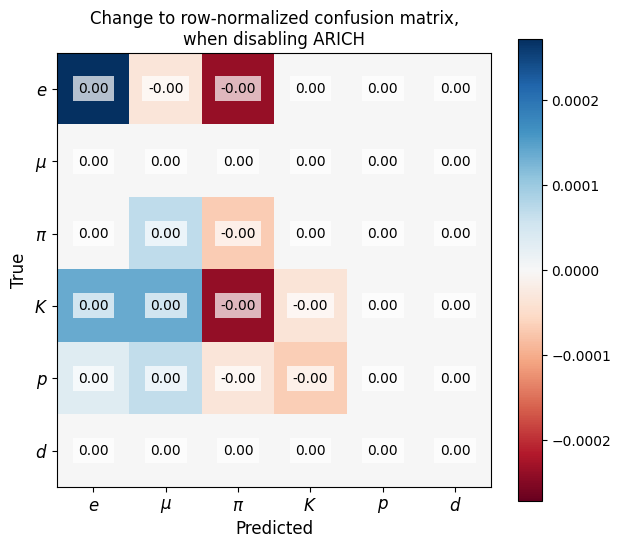 Change to row-normalized confusion matrix,
when disabling ARICH
e 0.00 -0.00 -0.00 0.00 0.00 0.00
μ 0.00 0.00 0.00 0.00 0.00 0.00
π 0.00 0.00 -0.00 0.00 0.00 0.00
K 0.00 0.00 -0.00 -0.00 0.00 0.00
p 0.00 0.00 -0.00 -0.00 0.00 0.00
d 0.00 0.00 0.00 0.00 0.00 0.00
e μ π K p d
Predicted
True
0.0002
0.0001
0.0000
−0.0001
−0.0002